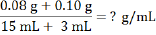 0.08 g + 0.10 g
15 mL + 3 mL
= ? g/mL